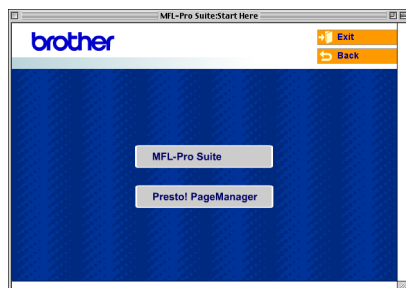 MFL-Pro Suite:Start Here
brother
Exit
Back
MFL-Pro Suite
Presto! PageManager